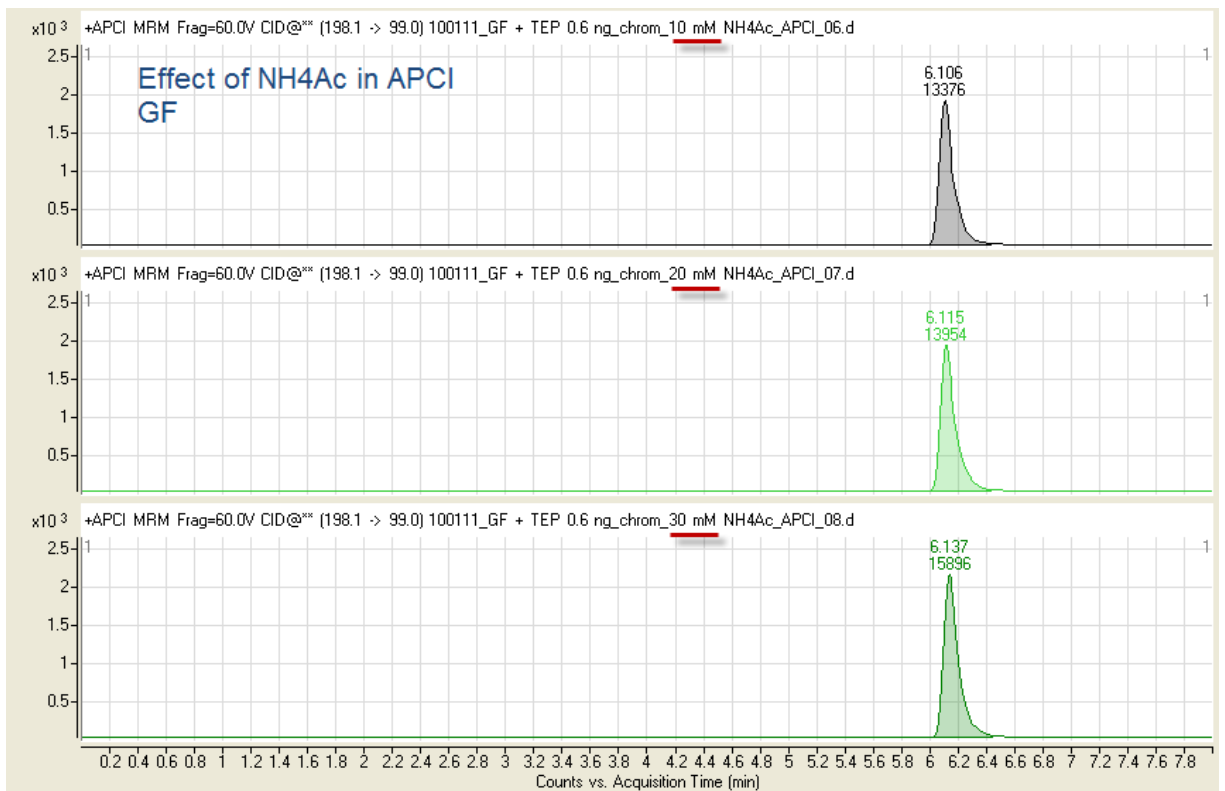 x10 3 +APCI MRM Frag=60.0V CID@** (198.1 -> 99.0) 100111_GF + TEP 0.6 ng_chrom_10 mM NH4Ac_APCI_06.d
2.5 1 1
Effect of NH4Ac in APCI
GF
6.106
13376
2
1.5
1
0.5
x10 3 +APCI MRM Frag=60.0V CID@** (198.1 -> 99.0) 100111_GF + TEP 0.6 ng_chrom_20 mM NH4Ac_APCI_07.d
2.5 1 1
6.115
13954
2
1.5
1
0.5
x10 3 +APCI MRM Frag=60.0V CID@** (198.1 -> 99.0) 100111_GF + TEP 0.6 ng_chrom_30 mM NH4Ac_APCI_08.d
2.5 1 1
6.137
15896
2
1.5
1
0.5
0.2 0.4 0.6 0.8 1 1.2 1.4 1.6 1.8 2 2.2 2.4 2.6 2.8 3 3.2 3.4 3.6 3.8 4 4.2 4.4 4.6 4.8 5 5.2 5.4 5.6 5.8 6 6.2 6.4 6.6 6.8 7 7.2 7.4 7.6 7.8
Counts vs. Acquisition Time (min)